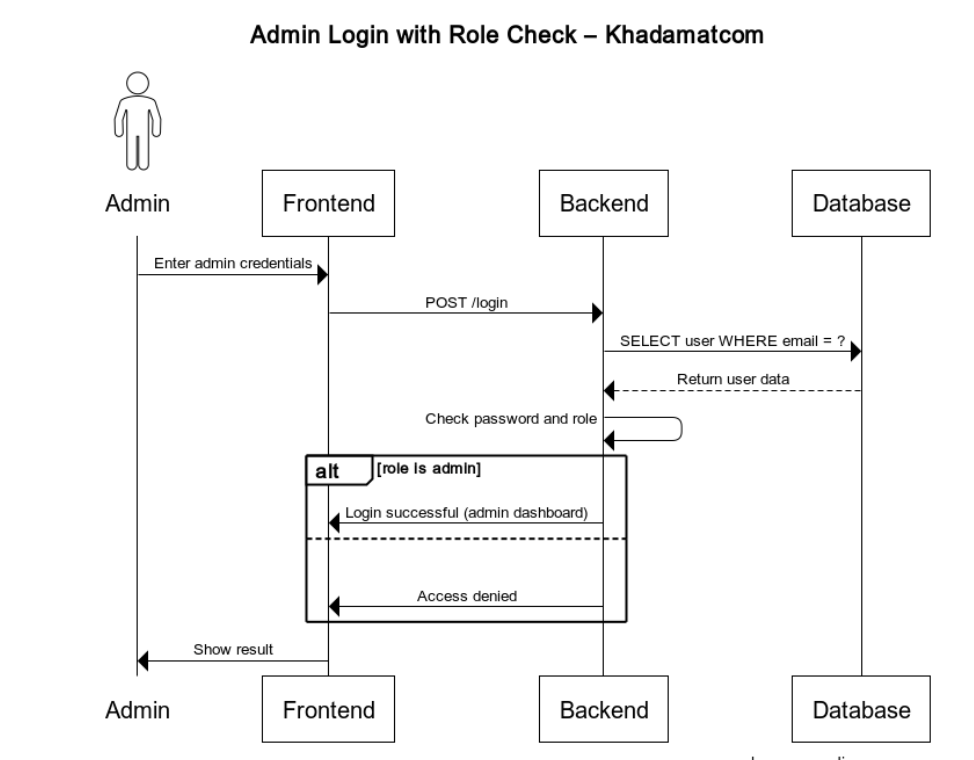 Admin Login with Role Check – Khadamatcom
Admin
Frontend
Backend
Database
Enter admin credentials
POST /login
SELECT user WHERE email = ?
Return user data
Check password and role
alt
[role is admin]
Login successful (admin dashboard)
Access denied
Show result
Admin
Frontend
Backend
Database